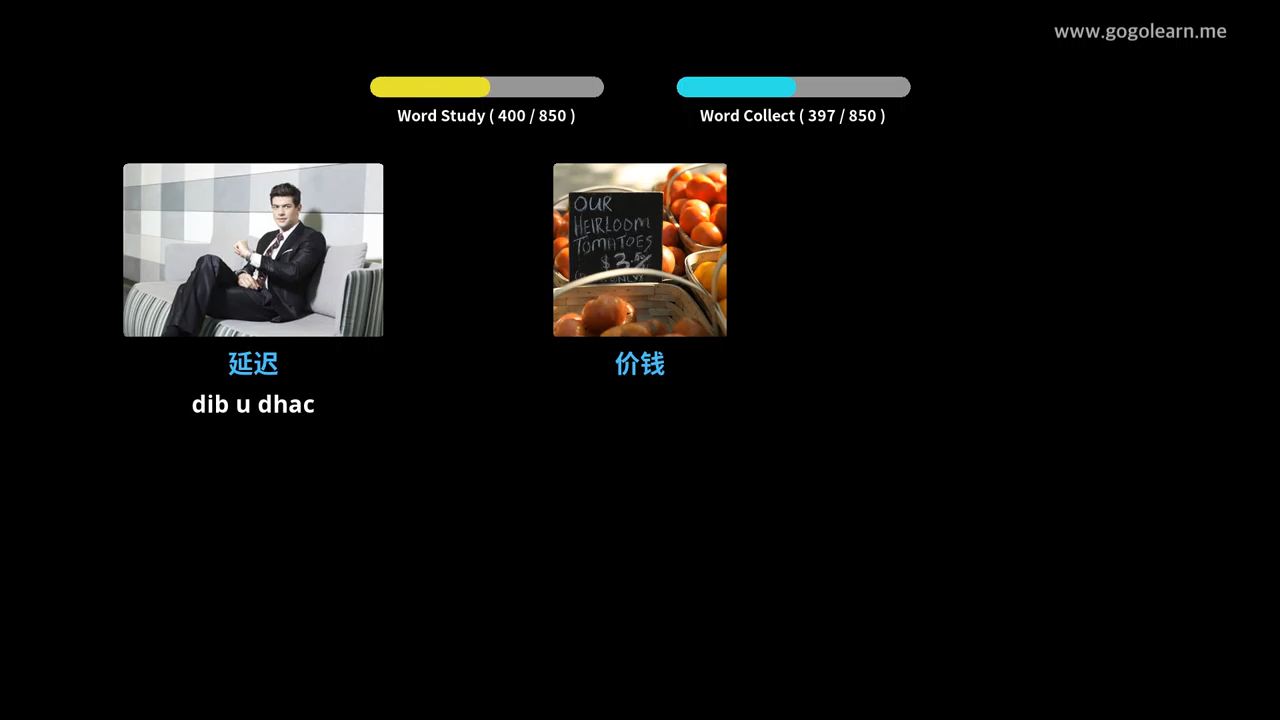 www.gogolearn.me
Word Study ( 400 / 850 )
Word Collect ( 397 / 850 )
OUR
HEIRLOOM
TOMATOES
延迟
价钱
dib u dhac